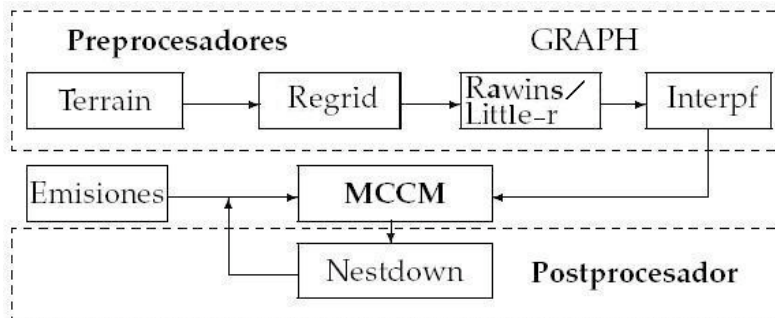 Preprocesadores
GRAPH
Terrain
Regrid
Rawins/
Little-r
Interpf
Emisiones
MCCM
Nestdown
Postprocesador